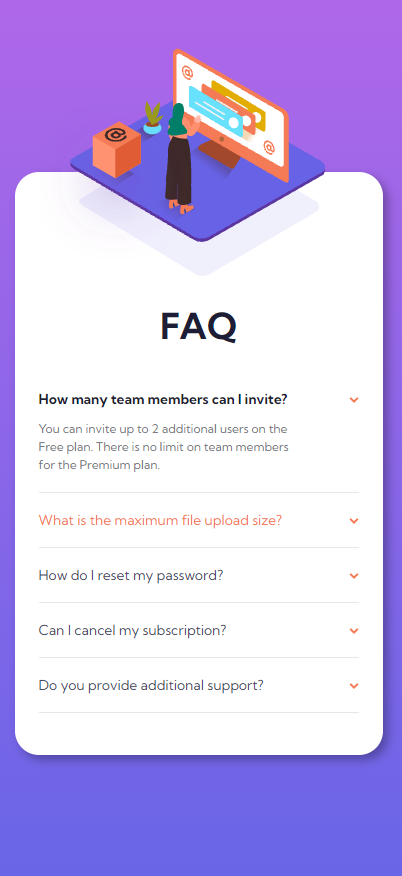 FAQ
How many team members can I invite?
You can invite up to 2 additional users on the
Free plan. There is no limit on team members
for the Premium plan.
What is the maximum file upload size?
How do I reset my password?
Can I cancel my subscription?
Do you provide additional support?